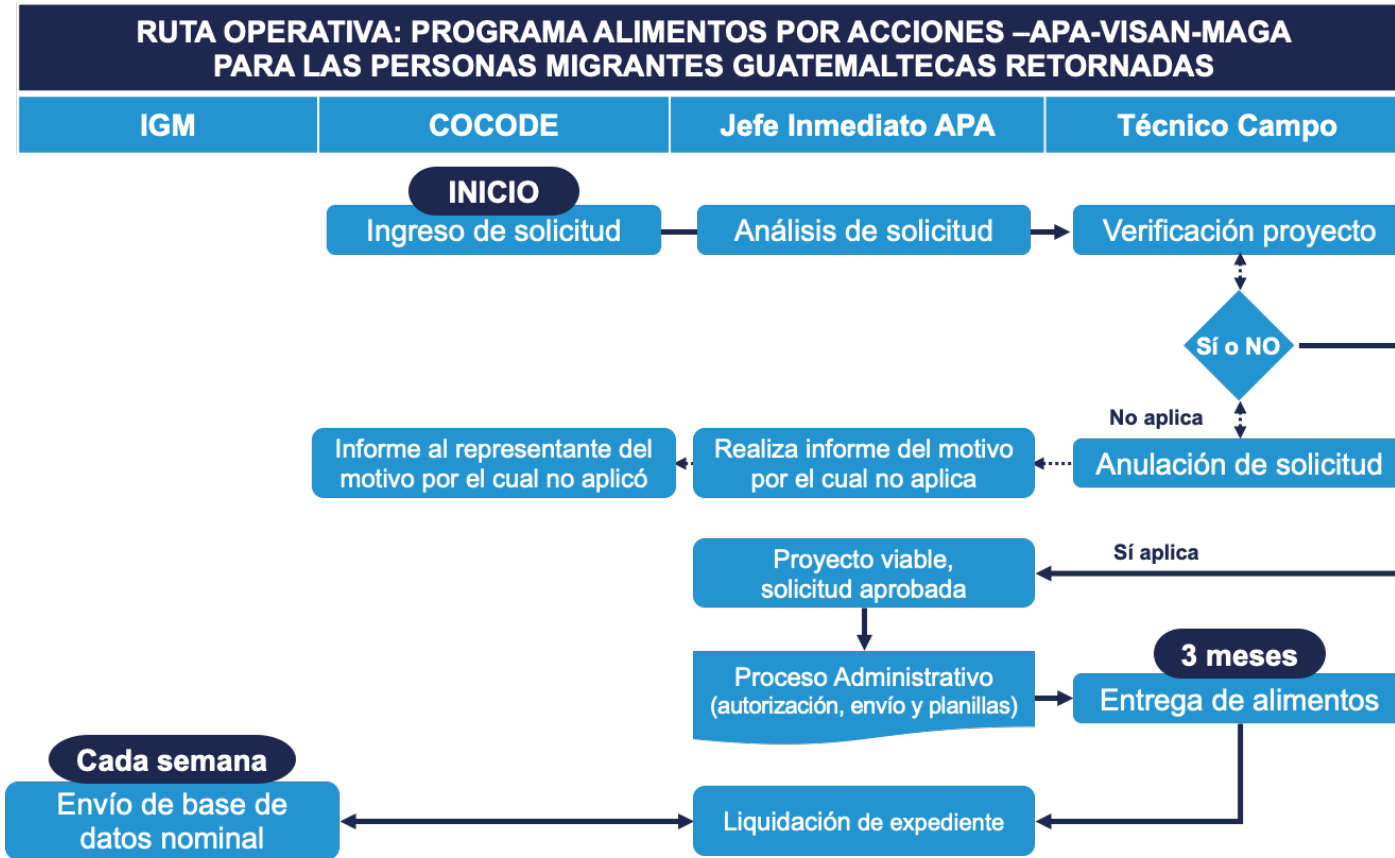 RUTA OPERATIVA: PROGRAMA ALIMENTOS POR ACCIONES –APA-VISAN-MAGA
PARA LAS PERSONAS MIGRANTES GUATEMALTECAS RETORNADAS
IGM
COCODE
Jefe Inmediato APA
Técnico Campo
INICIO
Ingreso de solicitud
Análisis de solicitud
Verificación proyecto
Sí o NO
No aplica
Informe al representante del
motivo por el cual no aplicó
Realiza informe del motivo
por el cual no aplica
Anulación de solicitud
Sí aplica
Proyecto viable,
solicitud aprobada
3 meses
Proceso Administrativo
(autorización, envío y planillas)
Entrega de alimentos
Cada semana
Envío de base de
datos nominal
Liquidación de expediente